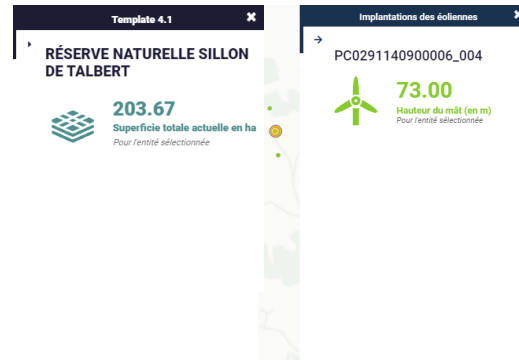 Template 4.1
RÉSERVE NATURELLE SILLON
DE TALBERT
203.67
Superficie totale actuelle en ha
Pour l'entité sélectionnée
Implantations des éoliennes
PC0291140900006_004
73.00
Hauteur du mât (en m)
Pour l'entité sélectionnée